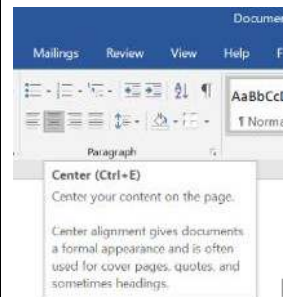 Docume
Mailings Review View Help F
AaBbCcD
¶ Norma
Paragraph
Center (Ctrl+E)
Center your content on the page.
Center alignment gives documents
a formal appearance and is often
used for cover pages, quotes, and
sometimes headings.